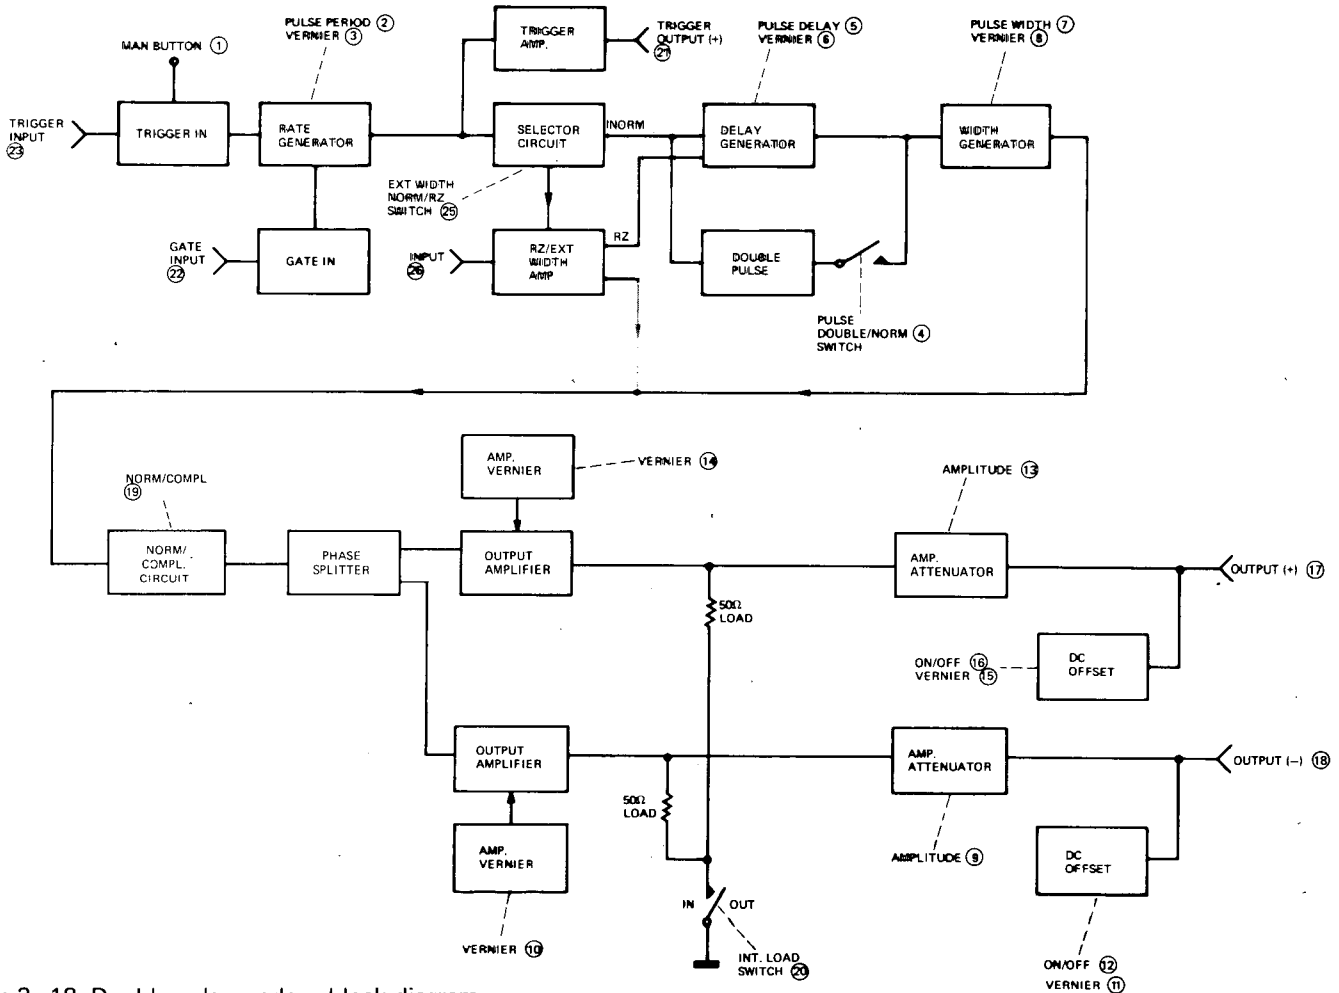 MAN BUTTON ①
PULSE PERIOD ②
VERNIER ③
TRIGGER
AMP.
TRIGGER
OUTPUT (+)
㉑
PULSE DELAY ⑤
VERNIER ⑥
PULSE WIDTH ⑦
VERNIER ⑧
TRIGGER
INPUT
㉓
TRIGGER IN
RATE
GENERATOR
SELECTOR
CIRCUIT
NORM
DELAY
GENERATOR
WIDTH
GENERATOR
EXT WIDTH
NORM/RZ
SWITCH ㉕
GATE
INPUT
㉒
GATE IN
INPUT
㉖
RZ/EXT
WIDTH
AMP
RZ
DOUBLE
PULSE
PULSE
DOUBLE/NORM ④
SWITCH
AMP.
VERNIER
VERNIER ⑭
AMPLITUDE ⑬
NORM/COMPL
⑲
NORM/
COMPL.
CIRCUIT
PHASE
SPLITTER
OUTPUT
AMPLIFIER
AMP.
ATTENUATOR
OUTPUT (+) ⑰
50Ω
LOAD
ON/OFF ⑯
VERNIER ⑮
DC
OFFSET
OUTPUT
AMPLIFIER
AMP.
ATTENUATOR
OUTPUT (—) ⑱
50Ω
LOAD
AMP.
VERNIER
AMPLITUDE ⑨
DC
OFFSET
IN OUT
VERNIER ⑩
INT. LOAD
SWITCH ⑳
ON/OFF ⑫
VERNIER ⑪